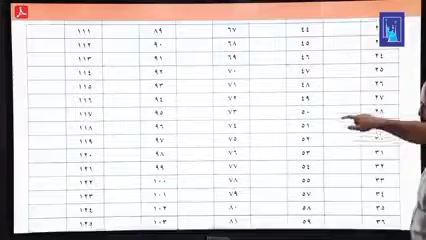 ٤٤ ٦٧ ٨٩ ١١١
٤٥ ٦٨ ٩٠ ١١٢
٢٤ ٤٦ ٦٩ ٩١ ١١٣
٢٥ ٤٧ ٧٠ ٩٢ ١١٤
٢٦ ٤٨ ٧١ ٩٣ ١١٥
٢٧ ٤٩ ٧٢ ٩٤ ١١٦
٢٨ ٥٠ ٧٣ ٩٥ ١١٧
٥١ ٧٤ ٩٦ ١١٨
٥٢ ٧٥ ٩٧ ١١٩
٣١ ٥٣ ٧٦ ٩٨ ١٢٠
٣٢ ٥٤ ٧٧ ٩٩ ١٢١
٣٣ ٥٥ ٧٨ ١٠٠ ١٢٢
٣٤ ٥٧ ٧٩ ١٠١ ١٢٣
٣٥ ٥٨ ٨٠ ١٠٢ ١٢٤
٣٦ ٥٩ ٨١ ١٠٣ ١٢٥